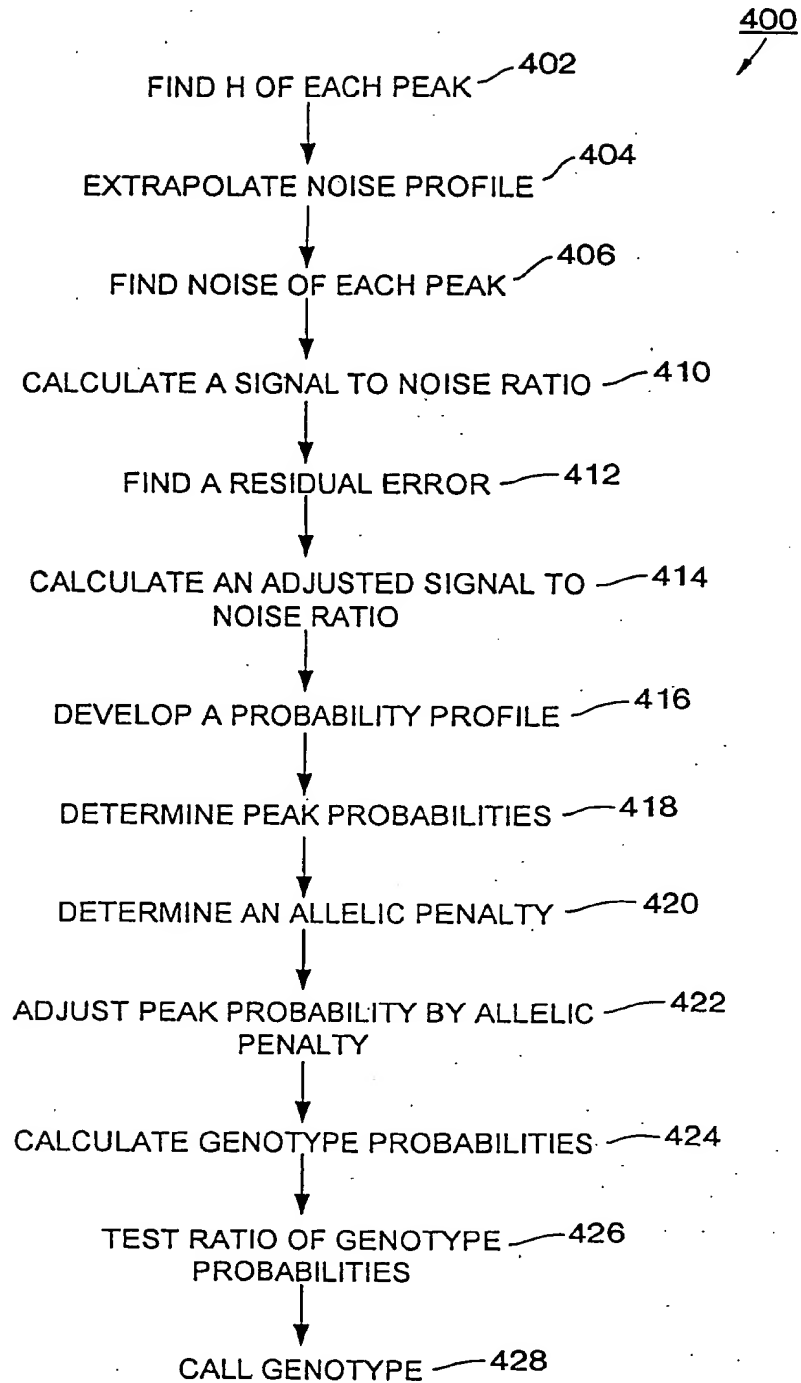 400
FIND H OF EACH PEAK 402
EXTRAPOLATE NOISE PROFILE 404
FIND NOISE OF EACH PEAK 406
CALCULATE A SIGNAL TO NOISE RATIO 410
FIND A RESIDUAL ERROR 412
CALCULATE AN ADJUSTED SIGNAL TO 414
NOISE RATIO
DEVELOP A PROBABILITY PROFILE 416
DETERMINE PEAK PROBABILITIES 418
DETERMINE AN ALLELIC PENALTY 420
ADJUST PEAK PROBABILITY BY ALLELIC 422
PENALTY
CALCULATE GENOTYPE PROBABILITIES 424
TEST RATIO OF GENOTYPE 426
PROBABILITIES
CALL GENOTYPE 428